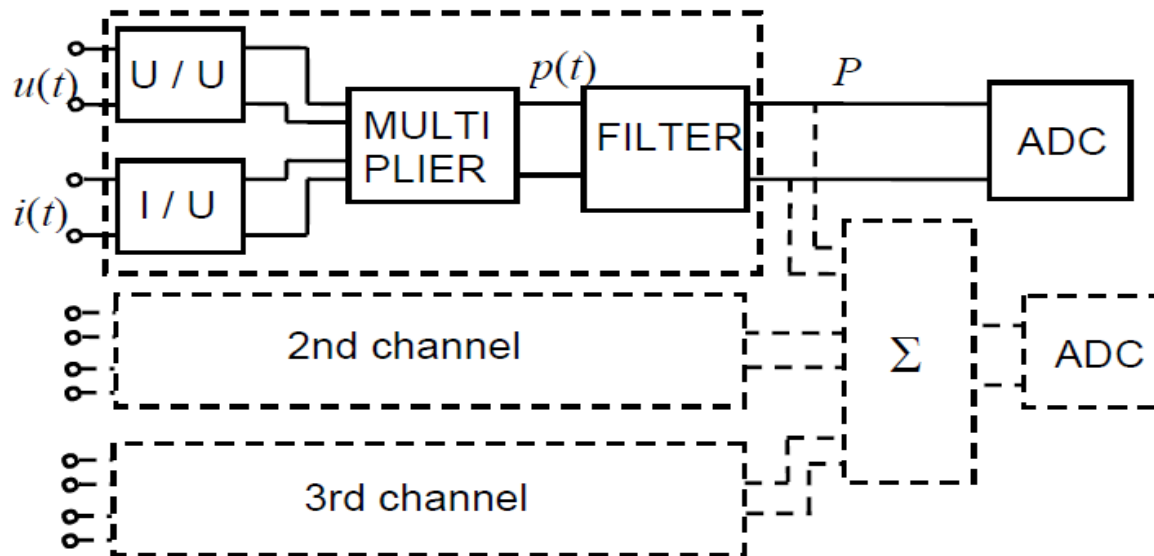 u(t)
U / U
i(t)
I / U
MULTI
PLIER
p(t)
FILTER
P
ADC
2nd channel
Σ
ADC
3rd channel